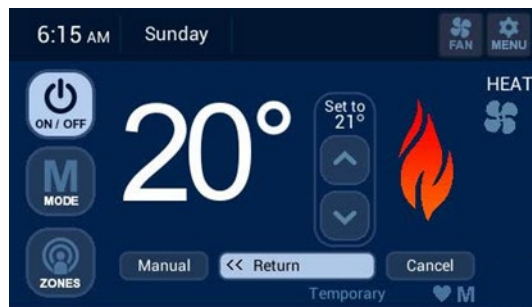 6:15 AM Sunday
FAN MENU
HEAT
ON / OFF
20°
Set to
21°
M
MODE
ZONES
Manual << Return Cancel
Temporary M